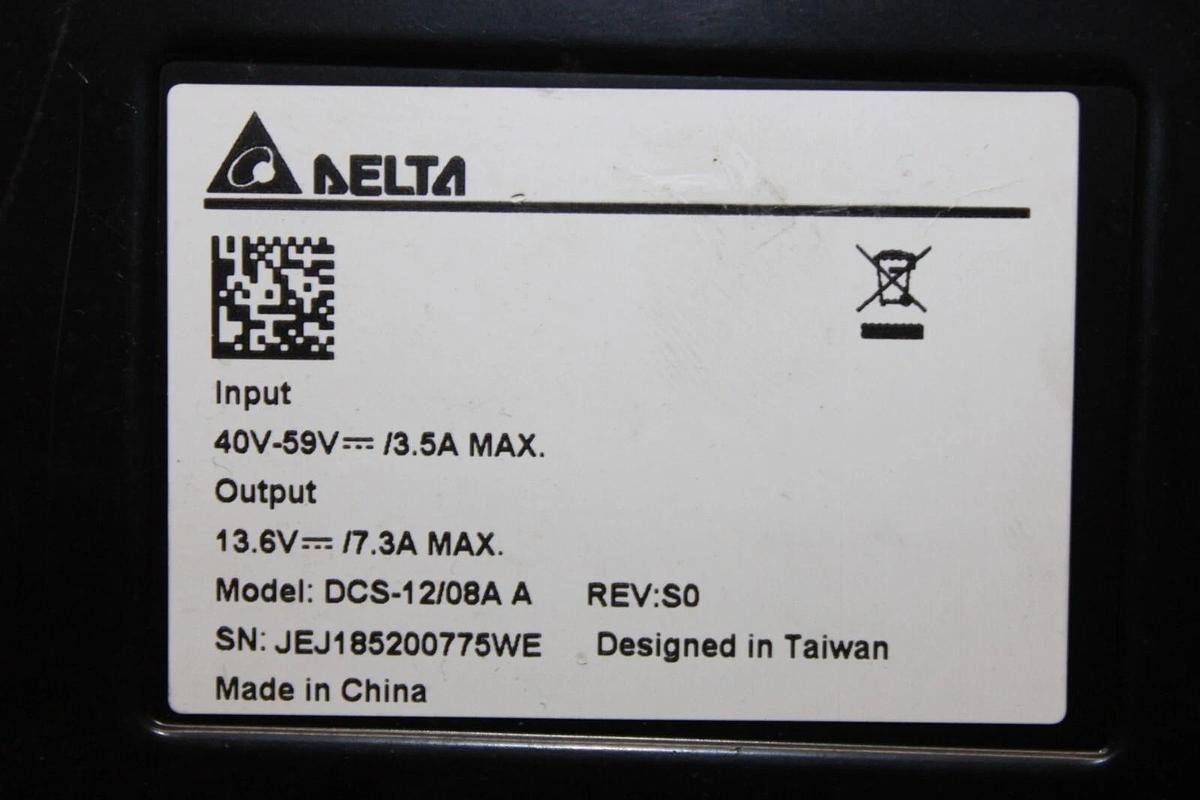 DELTA
Input
40V-59V⎓ /3.5A MAX.
Output
13.6V⎓ /7.3A MAX.
Model: DCS-12/08A A REV:S0
SN: JEJ185200775WE Designed in Taiwan
Made in China